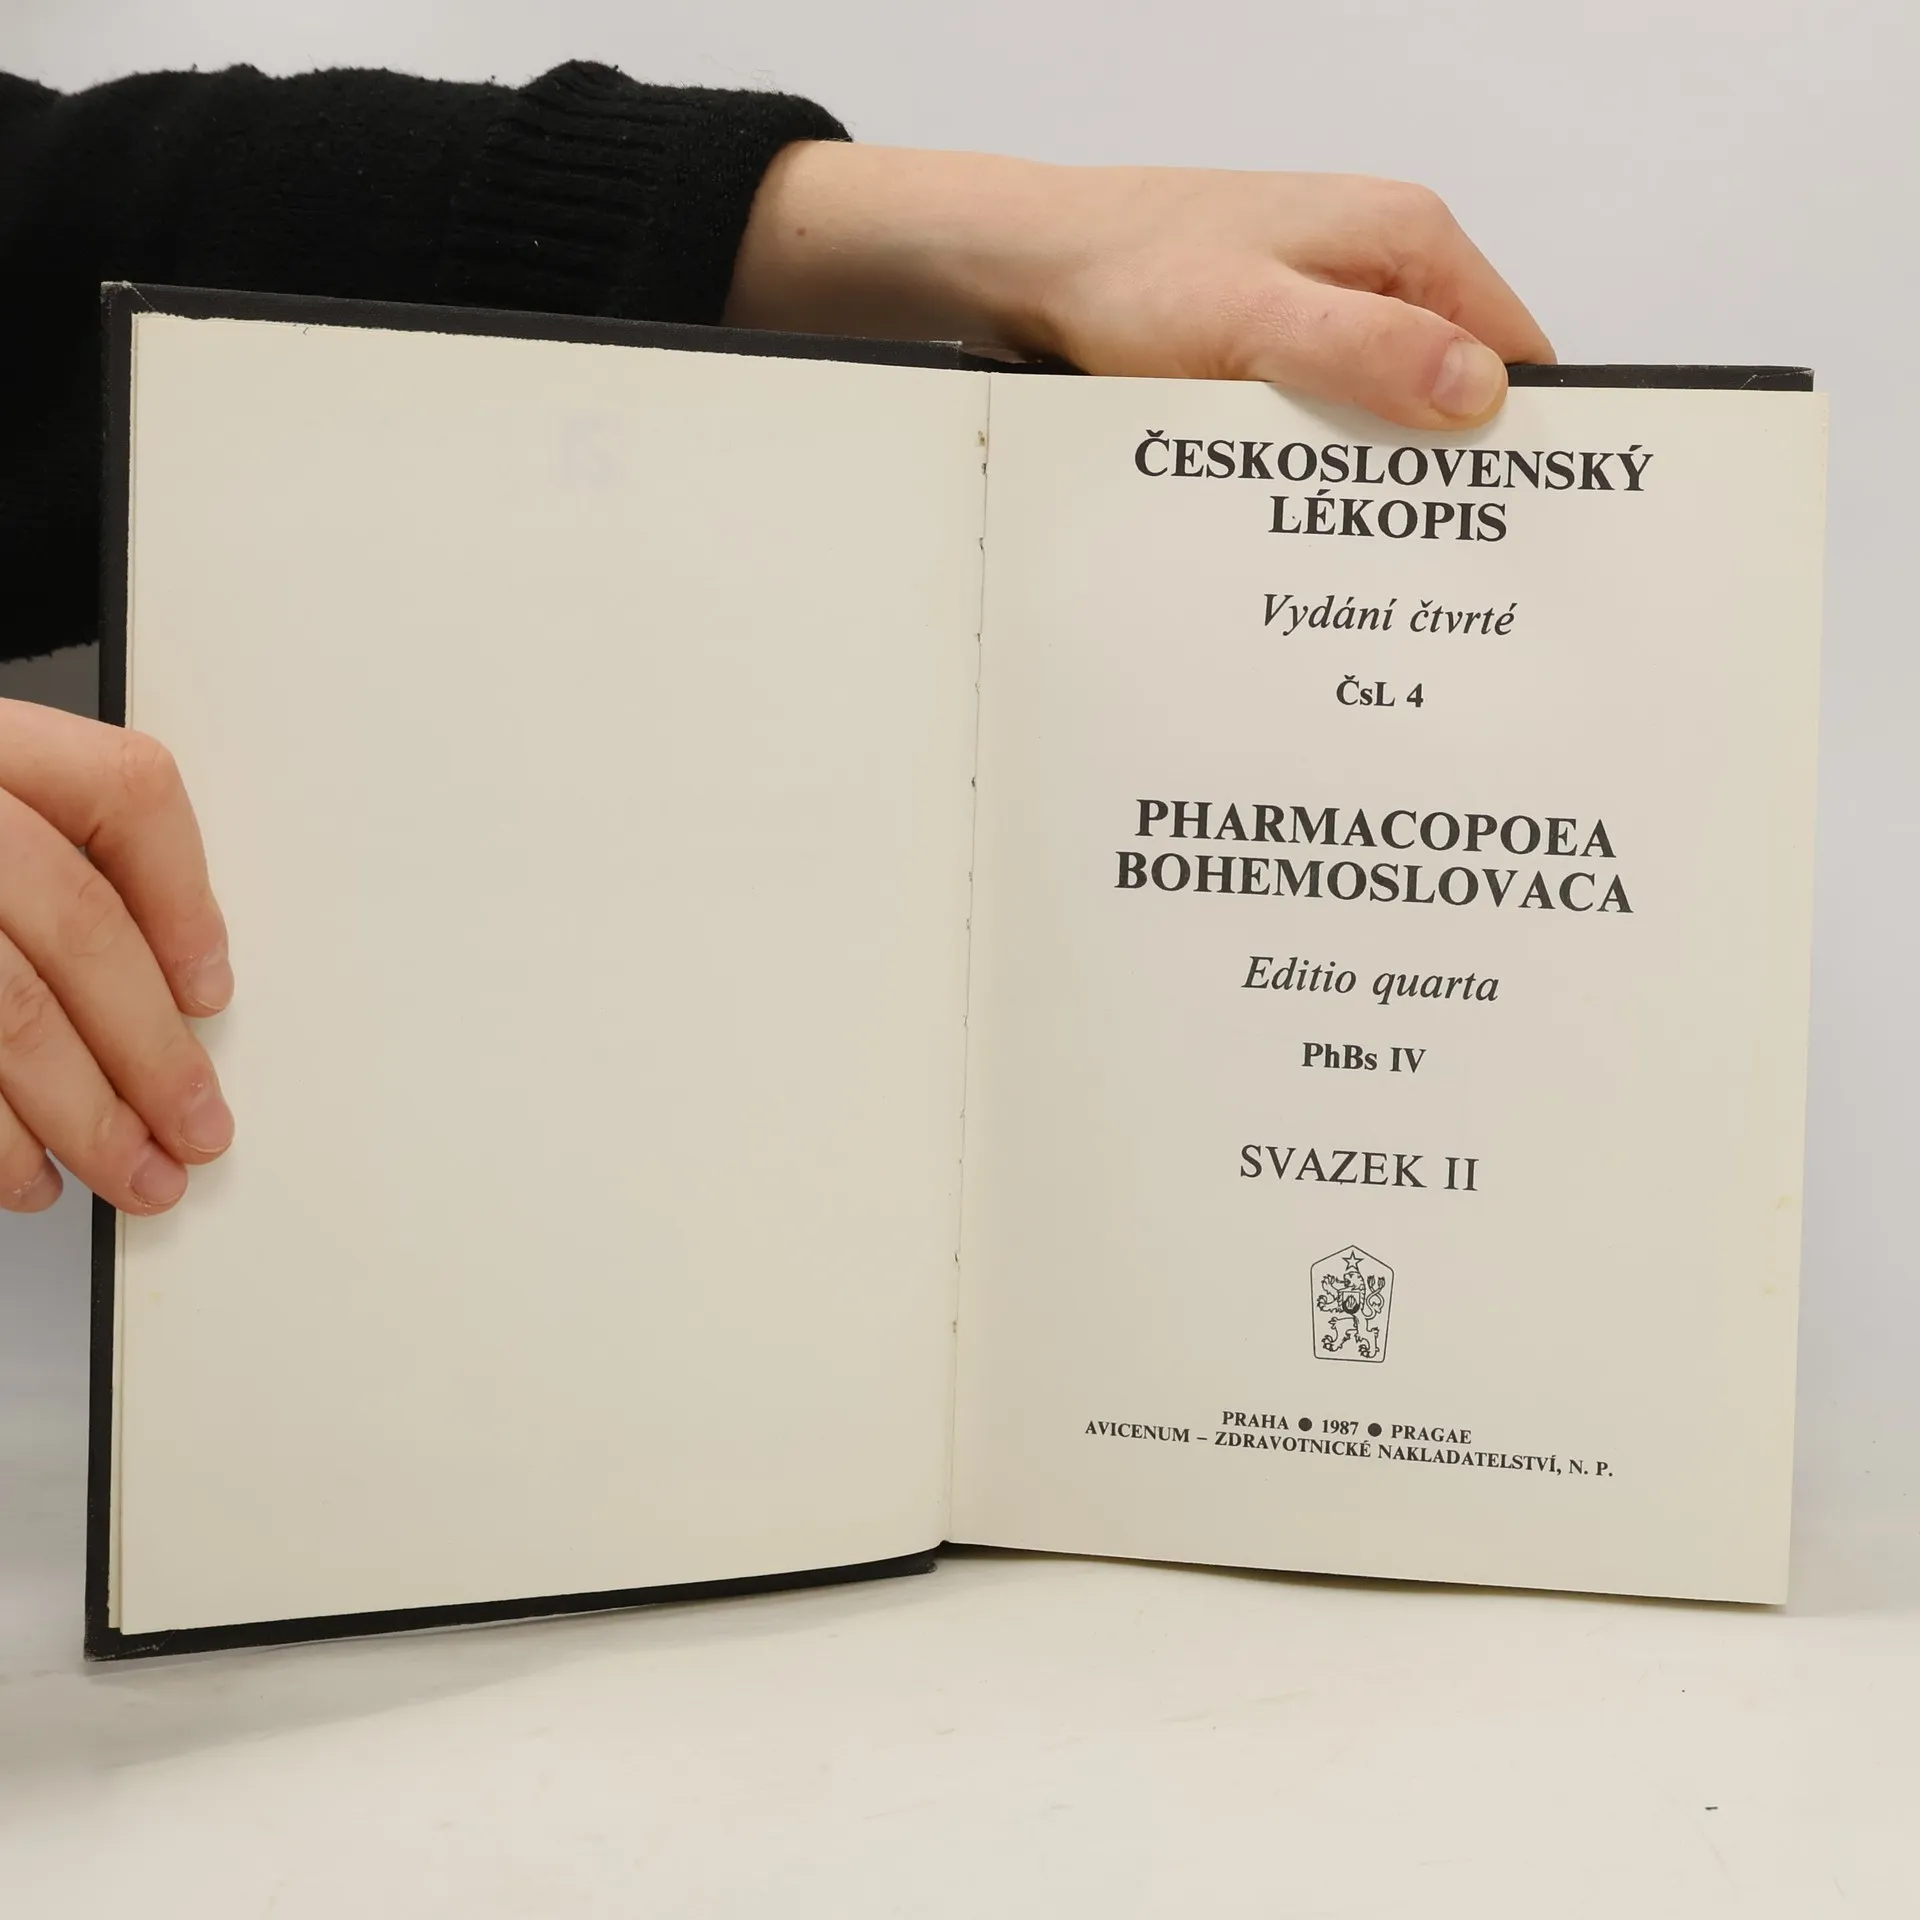 ČESKOSLOVENSKÝ
LÉKOPIS
Vydání čtvrté
ČsL 4
PHARMACOPOEA
BOHEMOSLOVACA
Editio quarta
PhBs IV
SVAZEK II
PRAHA ● 1987 ● PRAGAE
AVICENUM – ZDRAVOTNICKÉ NAKLADATELSTVÍ, N. P.